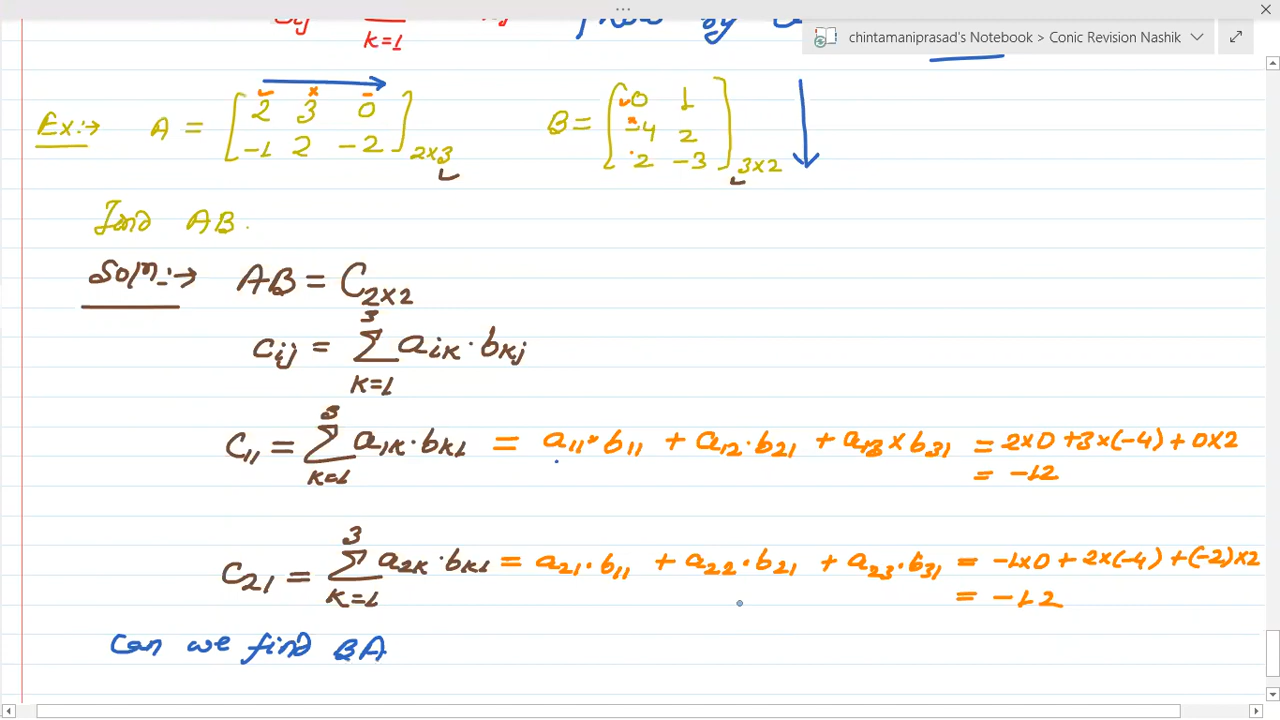 chintamaniprasad's Notebook > Conic Revision Nashik
k=1
by
Ex:→ A = [2 3 0
-1 2 -2]2×3 B = [0 1
-4 2
2 -3]3×2
Find AB.
Soln:→ AB = C2×2
cij = 3∑k=1 aik·bkj
C11 = 3∑k=1 a1k·bk1 = a11·b11 + a12·b21 + a13×b31 = 2×0 +3×(-4) + 0×2
= -12
C21 = 3∑k=1 a2k·bk1 = a21·b11 + a22·b21 + a23·b31 = -1×0 + 2×(-4) +(-2)×2
= -12
Can we find BA